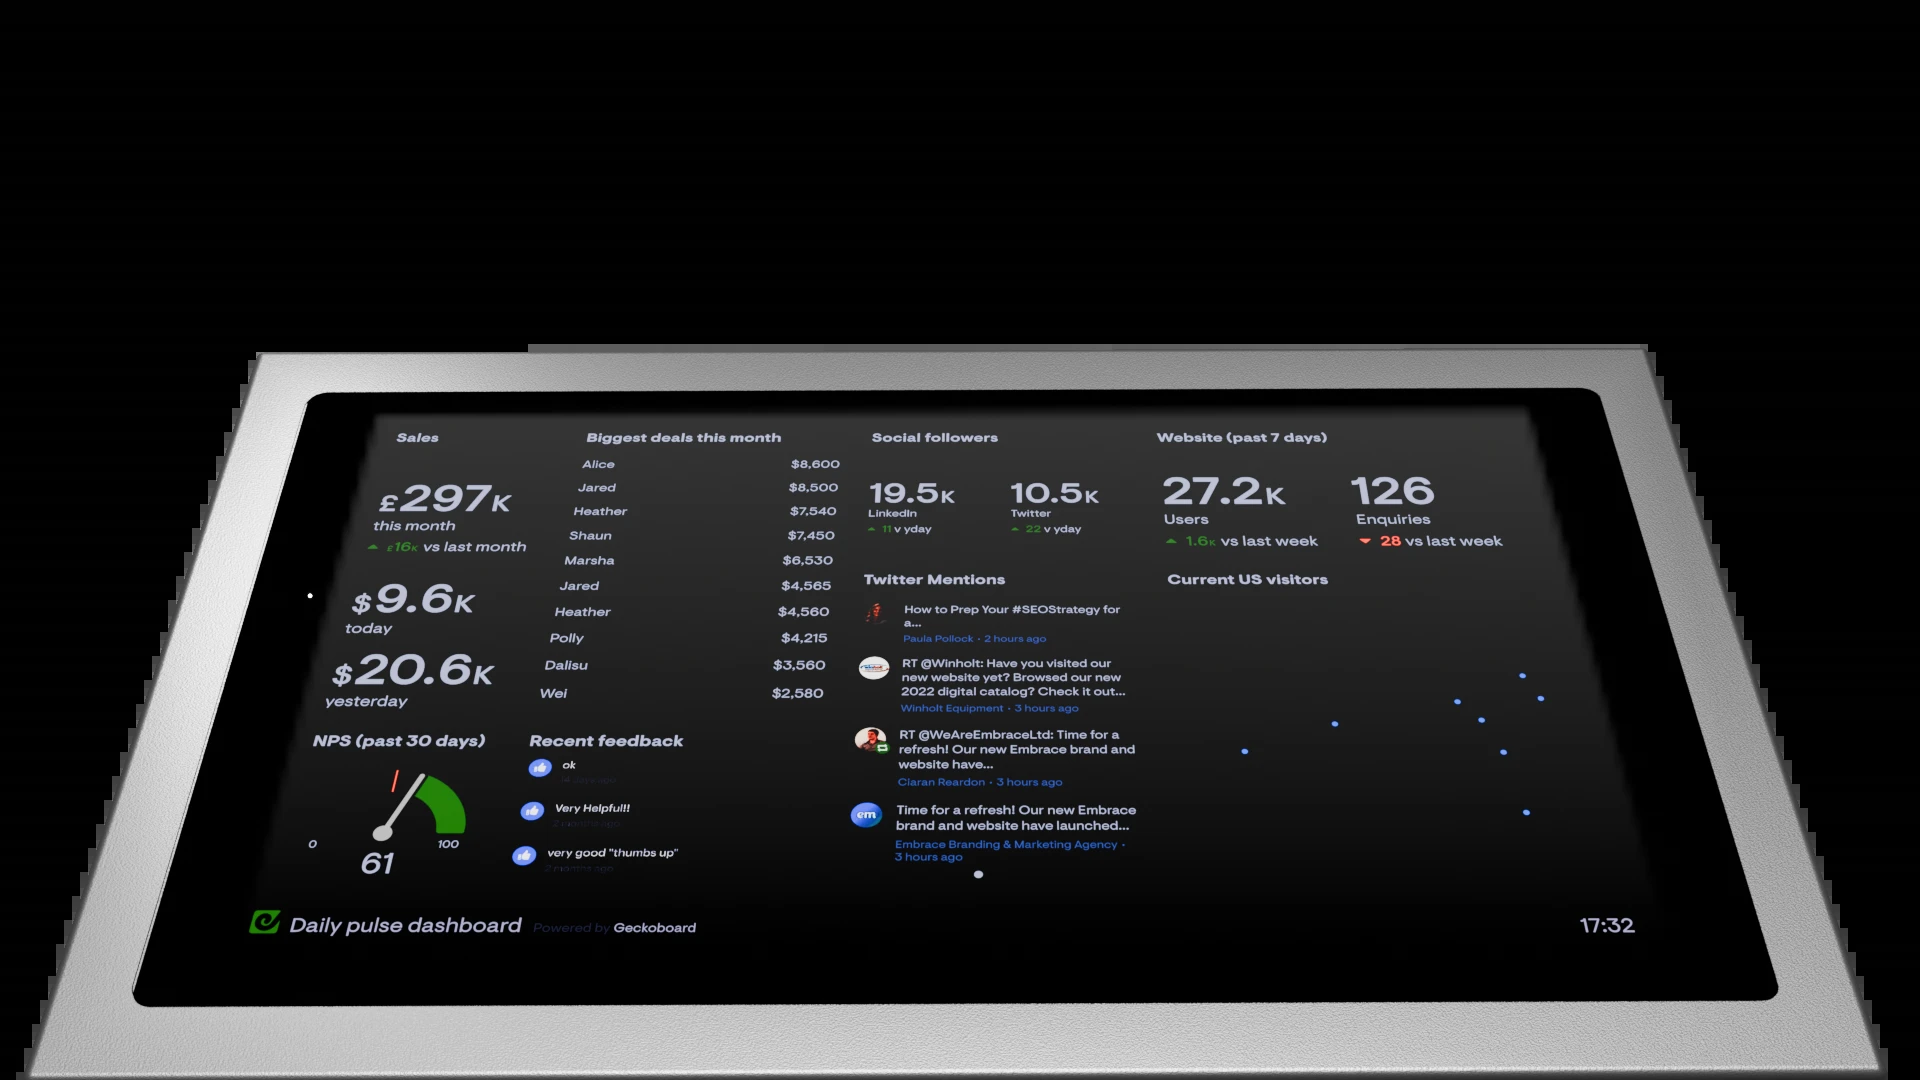 Sales
£297K
this month
£16K vs last month
$9.6K
today
$20.6K
yesterday
NPS (past 30 days)
0
100
61
Biggest deals this month
Alice $8,600
Jared $8,500
Heather $7,540
Shaun $7,450
Marsha $6,530
Jared $4,565
Heather $4,560
Polly $4,215
Dalisu $3,560
Wei $2,580
Recent feedback
ok
Very Helpful!!
2 months ago
very good "thumbs up"
2 months ago
Social followers
19.5K
LinkedIn
11 v yday
10.5K
Twitter
22 v yday
Twitter Mentions
How to Prep Your #SEOStrategy for
a...
Paula Pollock · 2 hours ago
RT @Winholt: Have you visited our
new website yet? Browsed our new
2022 digital catalog? Check it out...
Winholt Equipment · 3 hours ago
RT @WeAreEmbraceLtd: Time for a
refresh! Our new Embrace brand and
website have...
Ciaran Reardon · 3 hours ago
em
Time for a refresh! Our new Embrace
brand and website have launched...
Embrace Branding & Marketing Agency ·
3 hours ago
Website (past 7 days)
27.2K
Users
1.6K vs last week
126
Enquiries
28 vs last week
Current US visitors
Daily pulse dashboard Powered by Geckoboard
17:32